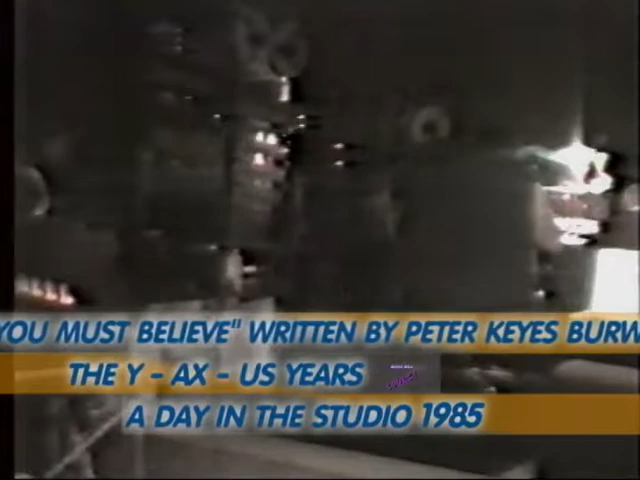 YOU MUST BELIEVE" WRITTEN BY PETER KEYES BURW
THE Y - AX - US YEARS
A DAY IN THE STUDIO 1985